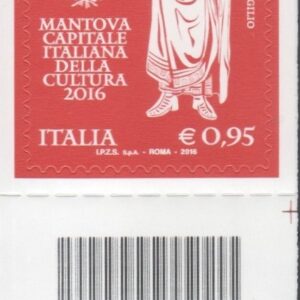 MANTOVA
CAPITALE
ITALIANA
DELLA
CULTURA
2016
ITALIA
€ 0,95
I.P.Z.S. S.p.A. - ROMA - 2016